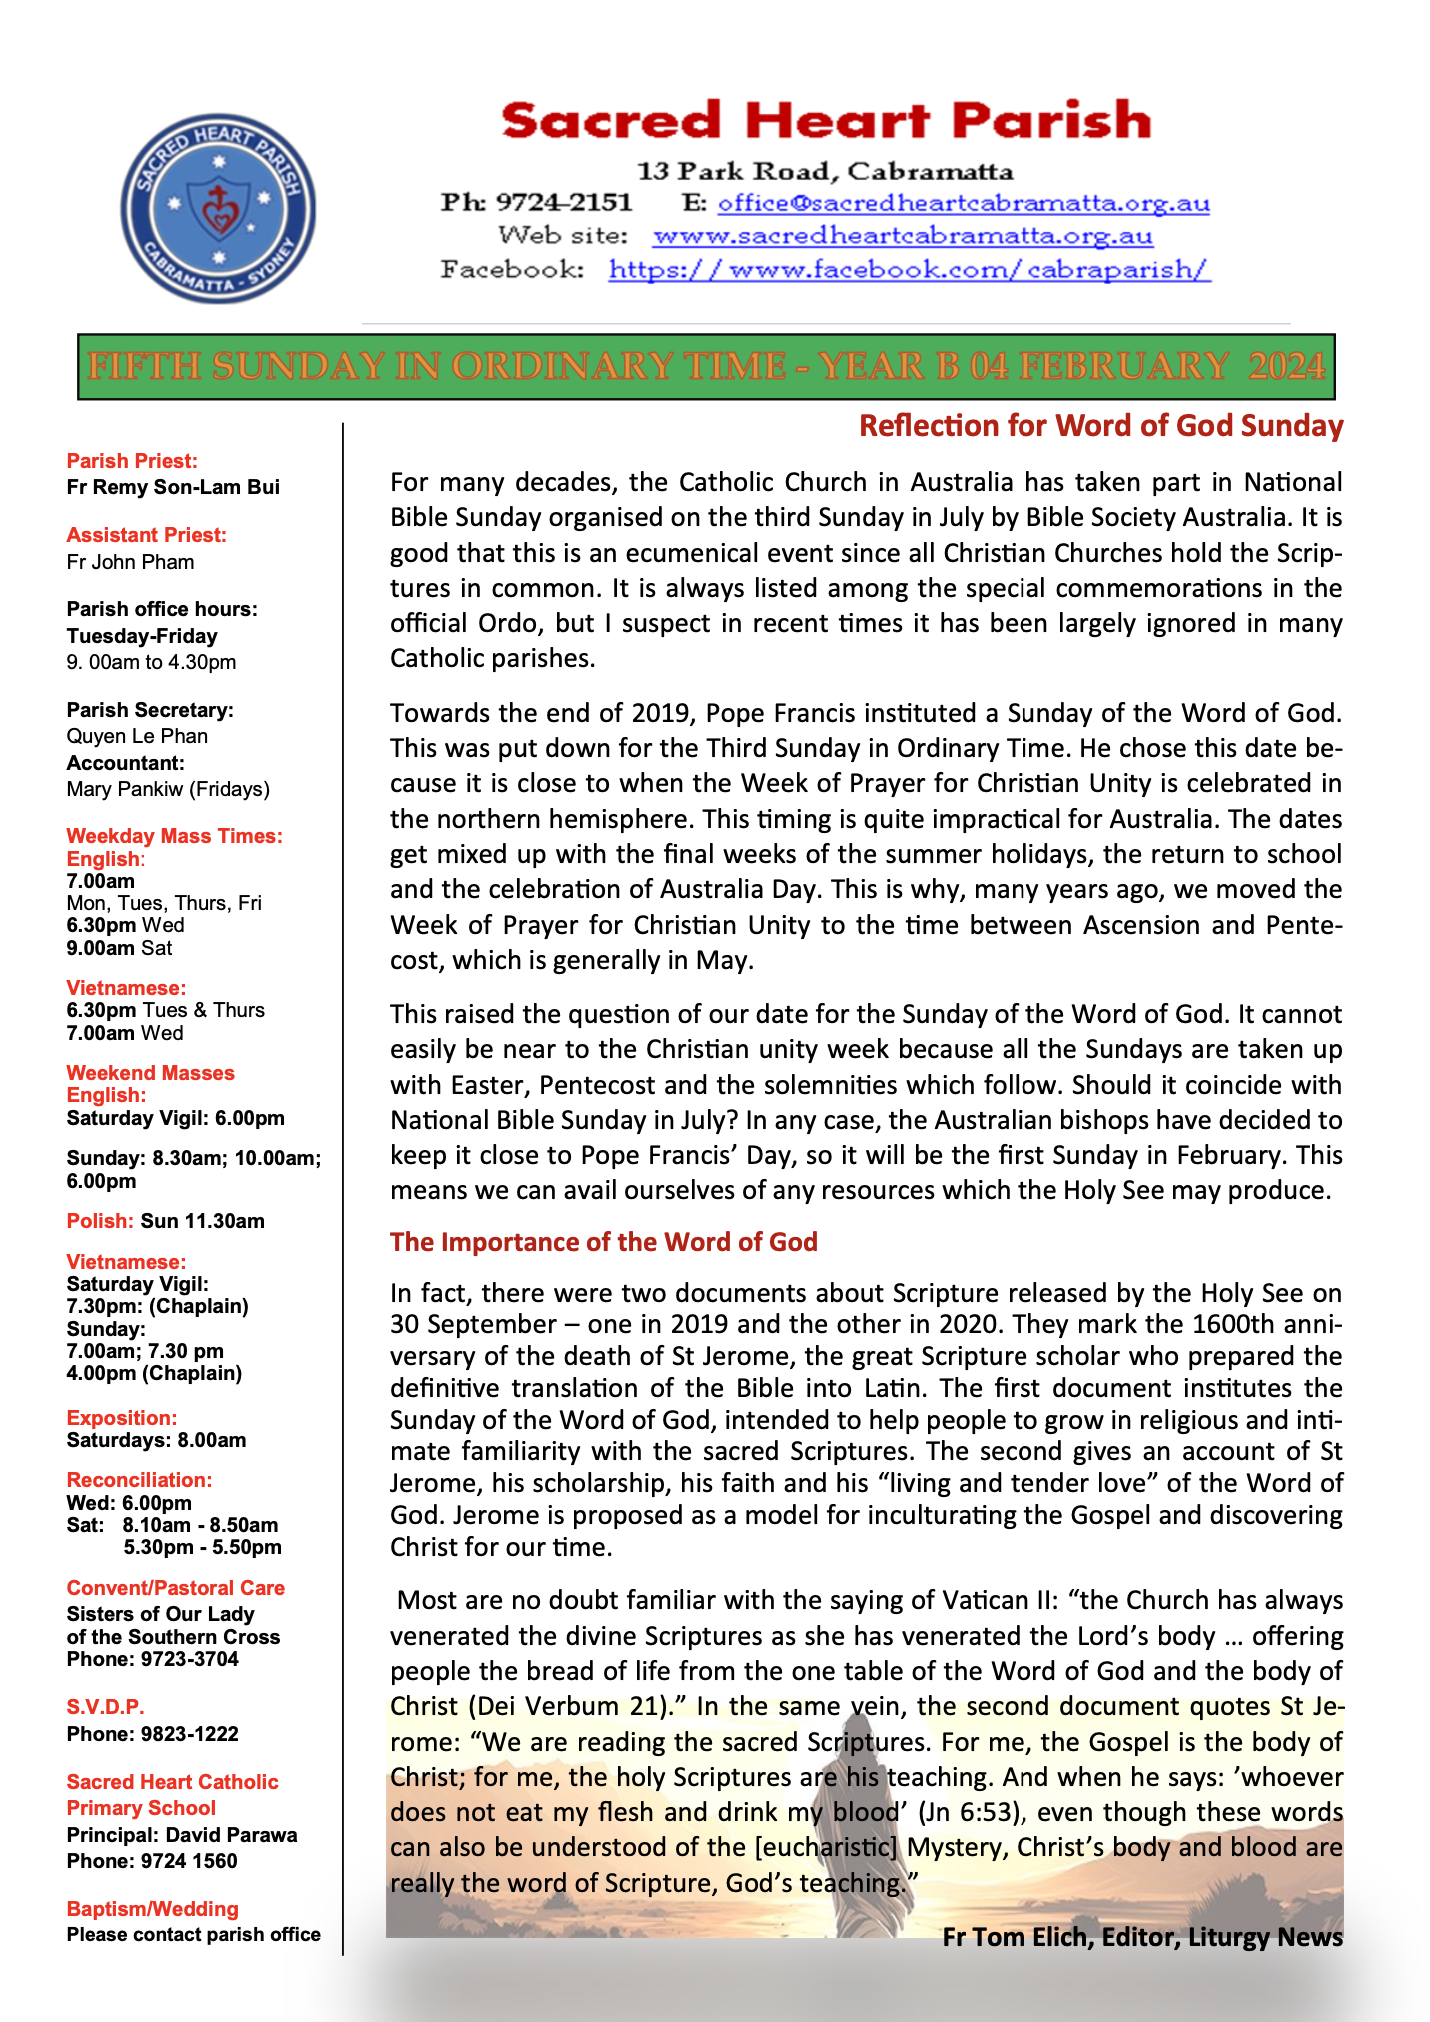 SACRED HEART PARISH
CABRAMATTA - SYDNEY
Sacred Heart Parish
13 Park Road, Cabramatta
Ph: 9724-2151 E: office@sacredheartcabramatta.org.au
Web site: www.sacredheartcabramatta.org.au
Facebook: https://www.facebook.com/cabraparish/
FIFTH SUNDAY IN ORDINARY TIME - YEAR B 04 FEBRUARY 2024
Parish Priest:
Fr Remy Son-Lam Bui
Assistant Priest:
Fr John Pham
Parish office hours:
Tuesday-Friday
9. 00am to 4.30pm
Parish Secretary:
Quyen Le Phan
Accountant:
Mary Pankiw (Fridays)
Weekday Mass Times:
English:
7.00am
Mon, Tues, Thurs, Fri
6.30pm Wed
9.00am Sat
Vietnamese:
6.30pm Tues & Thurs
7.00am Wed
Weekend Masses
English:
Saturday Vigil: 6.00pm
Sunday: 8.30am; 10.00am;
6.00pm
Polish: Sun 11.30am
Vietnamese:
Saturday Vigil:
7.30pm: (Chaplain)
Sunday:
7.00am; 7.30 pm
4.00pm (Chaplain)
Exposition:
Saturdays: 8.00am
Reconciliation:
Wed: 6.00pm
Sat: 8.10am - 8.50am
5.30pm - 5.50pm
Convent/Pastoral Care
Sisters of Our Lady
of the Southern Cross
Phone: 9723-3704
S.V.D.P.
Phone: 9823-1222
Sacred Heart Catholic
Primary School
Principal: David Parawa
Phone: 9724 1560
Baptism/Wedding
Please contact parish office
Reflection for Word of God Sunday
For many decades, the Catholic Church in Australia has taken part in National
Bible Sunday organised on the third Sunday in July by Bible Society Australia. It is
good that this is an ecumenical event since all Christian Churches hold the Scrip-
tures in common. It is always listed among the special commemorations in the
official Ordo, but I suspect in recent times it has been largely ignored in many
Catholic parishes.
Towards the end of 2019, Pope Francis instituted a Sunday of the Word of God.
This was put down for the Third Sunday in Ordinary Time. He chose this date be-
cause it is close to when the Week of Prayer for Christian Unity is celebrated in
the northern hemisphere. This timing is quite impractical for Australia. The dates
get mixed up with the final weeks of the summer holidays, the return to school
and the celebration of Australia Day. This is why, many years ago, we moved the
Week of Prayer for Christian Unity to the time between Ascension and Pente-
cost, which is generally in May.
This raised the question of our date for the Sunday of the Word of God. It cannot
easily be near to the Christian unity week because all the Sundays are taken up
with Easter, Pentecost and the solemnities which follow. Should it coincide with
National Bible Sunday in July? In any case, the Australian bishops have decided to
keep it close to Pope Francis’ Day, so it will be the first Sunday in February. This
means we can avail ourselves of any resources which the Holy See may produce.
The Importance of the Word of God
In fact, there were two documents about Scripture released by the Holy See on
30 September – one in 2019 and the other in 2020. They mark the 1600th anni-
versary of the death of St Jerome, the great Scripture scholar who prepared the
definitive translation of the Bible into Latin. The first document institutes the
Sunday of the Word of God, intended to help people to grow in religious and inti-
mate familiarity with the sacred Scriptures. The second gives an account of St
Jerome, his scholarship, his faith and his “living and tender love” of the Word of
God. Jerome is proposed as a model for inculturating the Gospel and discovering
Christ for our time.
Most are no doubt familiar with the saying of Vatican II: “the Church has always
venerated the divine Scriptures as she has venerated the Lord’s body ... offering
people the bread of life from the one table of the Word of God and the body of
Christ (Dei Verbum 21).” In the same vein, the second document quotes St Je-
rome: “We are reading the sacred Scriptures. For me, the Gospel is the body of
Christ; for me, the holy Scriptures are his teaching. And when he says: ’whoever
does not eat my flesh and drink my blood’ (Jn 6:53), even though these words
can also be understood of the [eucharistic] Mystery, Christ’s body and blood are
really the word of Scripture, God’s teaching.”
Fr Tom Elich, Editor, Liturgy News